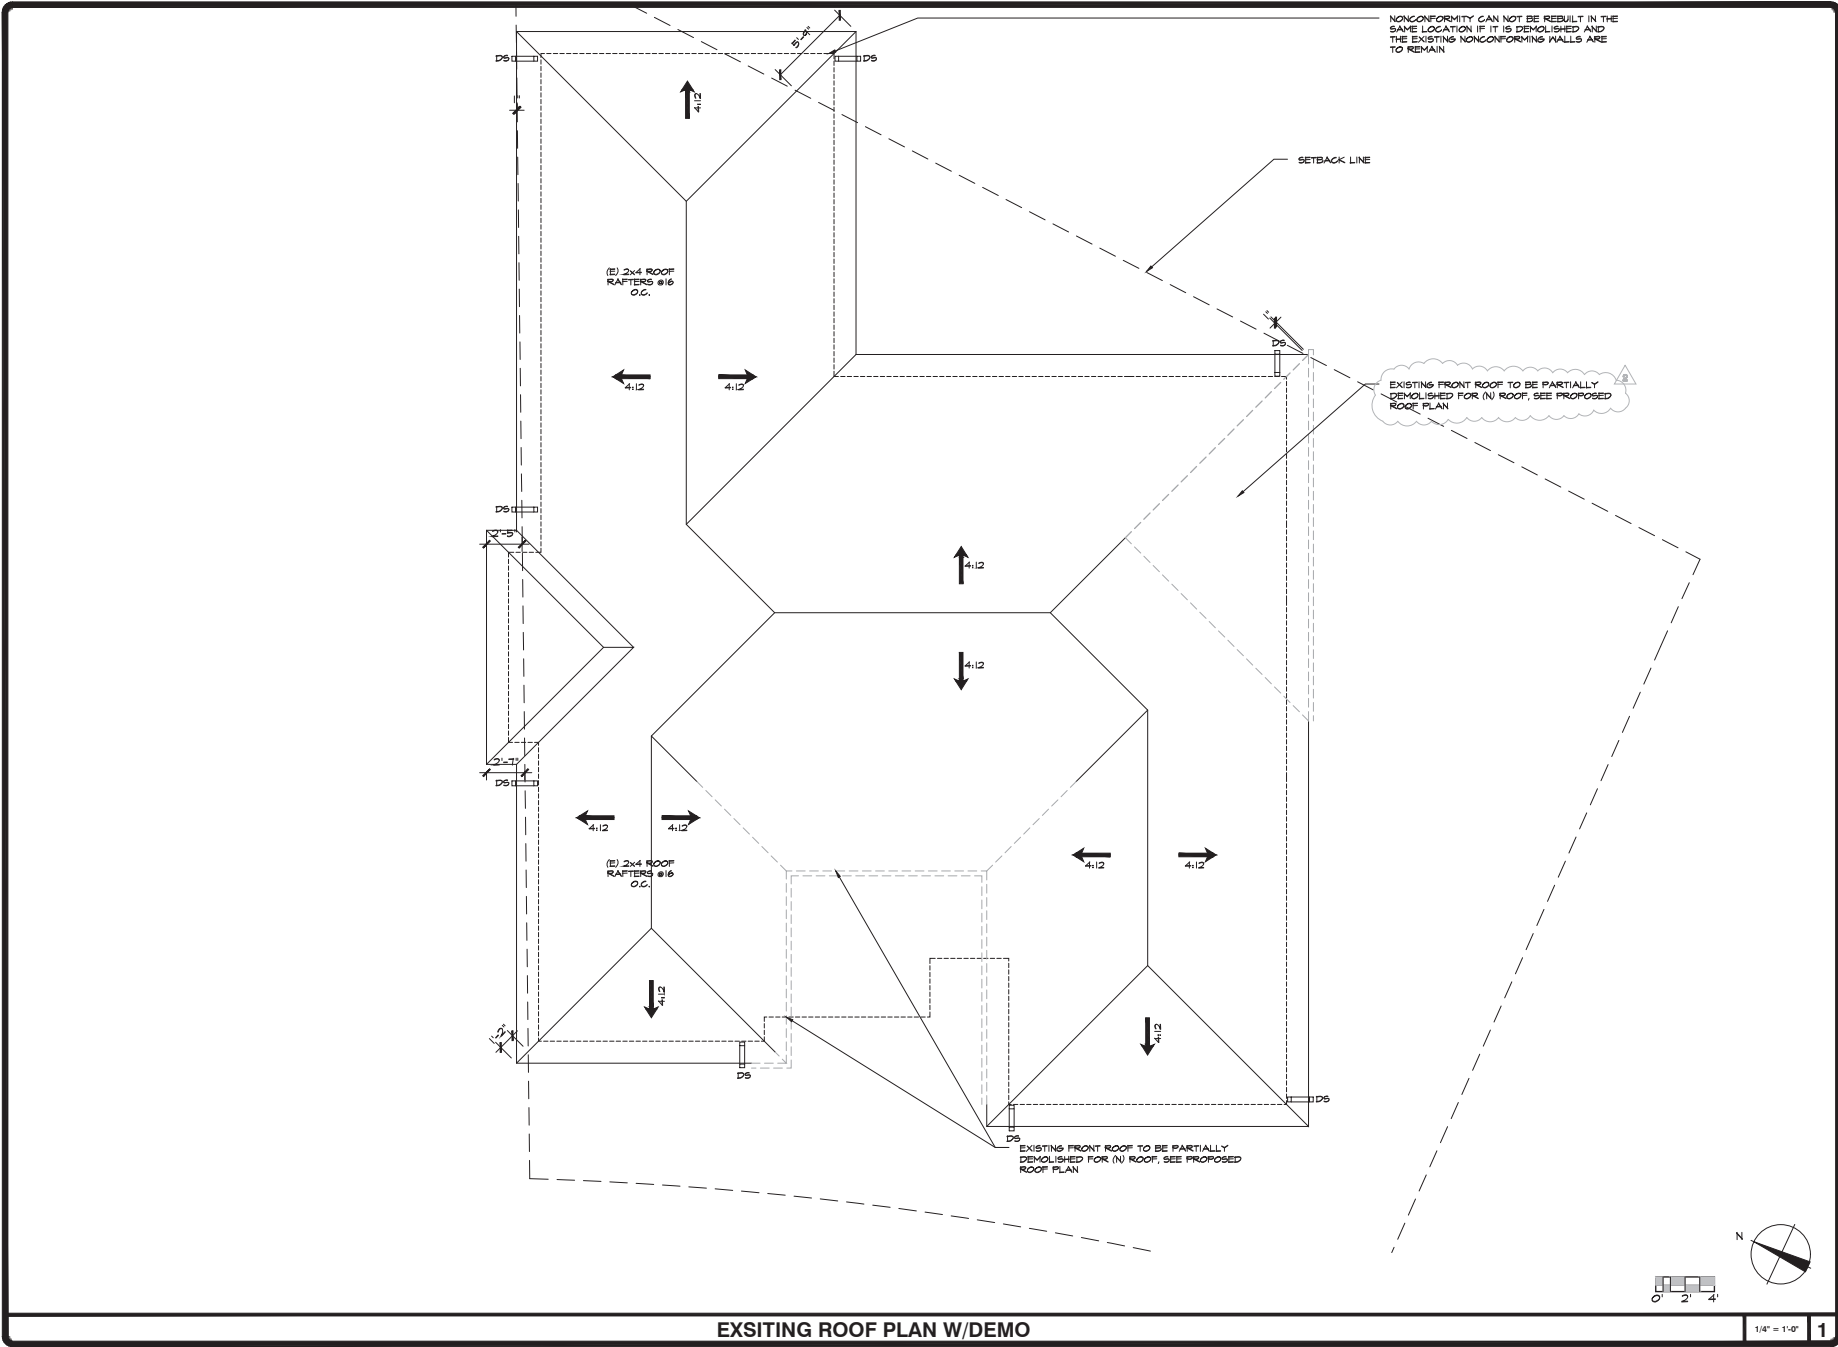 NONCONFORMITY CAN NOT BE REBUILT IN THE
SAME LOCATION IF IT IS DEMOLISHED AND
THE EXISTING NONCONFORMING WALLS ARE
TO REMAIN
5'-9"
DS
DS
1"
4:12
SETBACK LINE
(E) 2x4 ROOF
RAFTERS @16
O.C.
1"
DS
4:12
4:12
EXISTING FRONT ROOF TO BE PARTIALLY
DEMOLISHED FOR (N) ROOF, SEE PROPOSED
ROOF PLAN
DS
2'-5"
4:12
4:12
2'-7"
DS
4:12
4:12
(E) 2x4 ROOF
RAFTERS @16
O.C.
4:12
4:12
4:12
4:12
1'-2"
DS
DS
DS
EXISTING FRONT ROOF TO BE PARTIALLY
DEMOLISHED FOR (N) ROOF, SEE PROPOSED
ROOF PLAN
N
0' 2' 4'
EXSITING ROOF PLAN W/DEMO
1/4" = 1'-0"
1